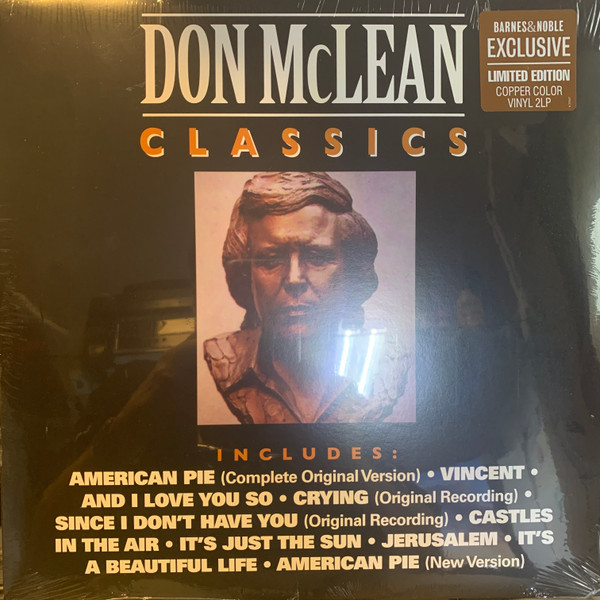 DON McLEAN
CLASSICS
BARNES&NOBLE
EXCLUSIVE
LIMITED EDITION
COPPER COLOR
VINYL 2LP
INCLUDES:
AMERICAN PIE (Complete Original Version) • VINCENT •
AND I LOVE YOU SO • CRYING (Original Recording) •
SINCE I DON'T HAVE YOU (Original Recording) • CASTLES
IN THE AIR • IT'S JUST THE SUN • JERUSALEM • IT'S
A BEAUTIFUL LIFE • AMERICAN PIE (New Version)